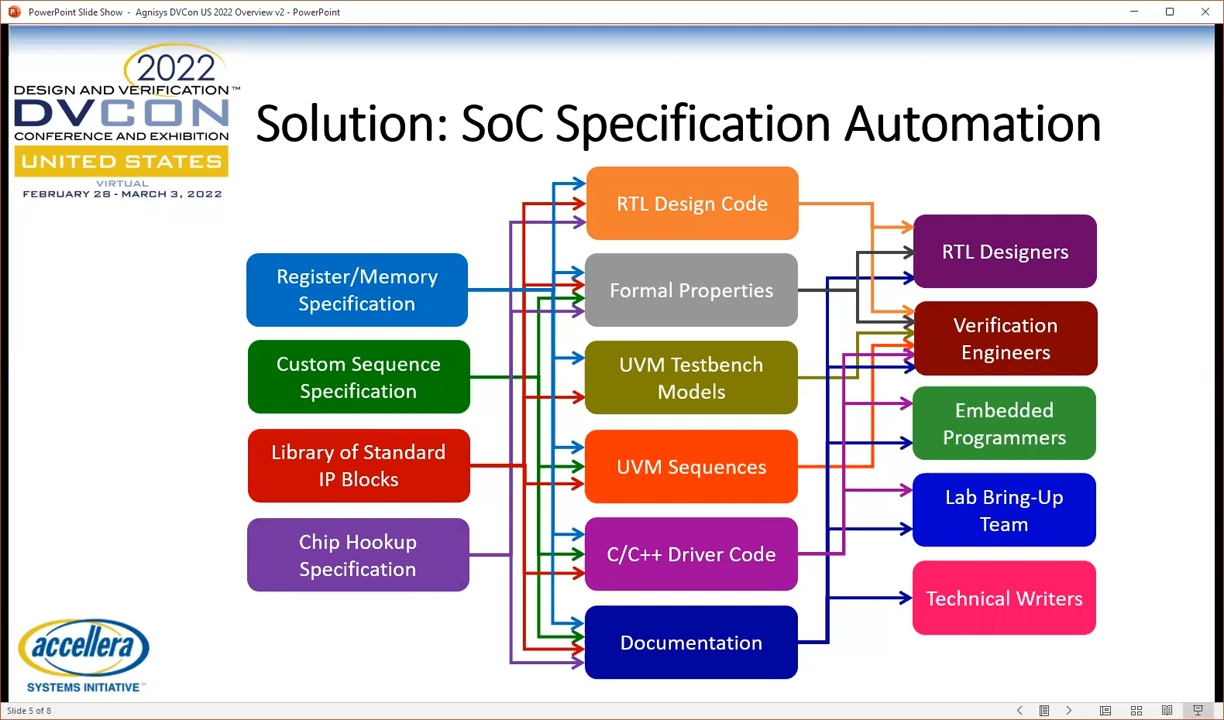 PowerPoint Slide Show - Agnisys DVCon US 2022 Overview v2 - PowerPoint
2022
DESIGN AND VERIFICATION™
DVCON
CONFERENCE AND EXHIBITION
UNITED STATES
VIRTUAL
FEBRUARY 28 - MARCH 3, 2022
Solution: SoC Specification Automation
Register/Memory
Specification
Custom Sequence
Specification
Library of Standard
IP Blocks
Chip Hookup
Specification
RTL Design Code
Formal Properties
UVM Testbench
Models
UVM Sequences
C/C++ Driver Code
Documentation
RTL Designers
Verification
Engineers
Embedded
Programmers
Lab Bring-Up
Team
Technical Writers
accellera
SYSTEMS INITIATIVE™
Slide 5 of 8